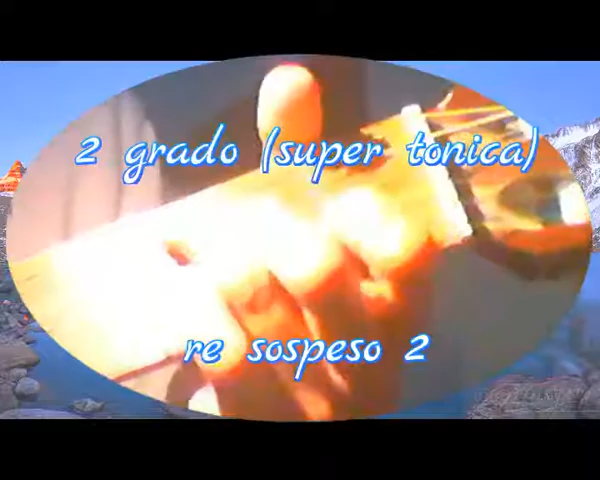 2 grado (super tonica)
re sospeso 2